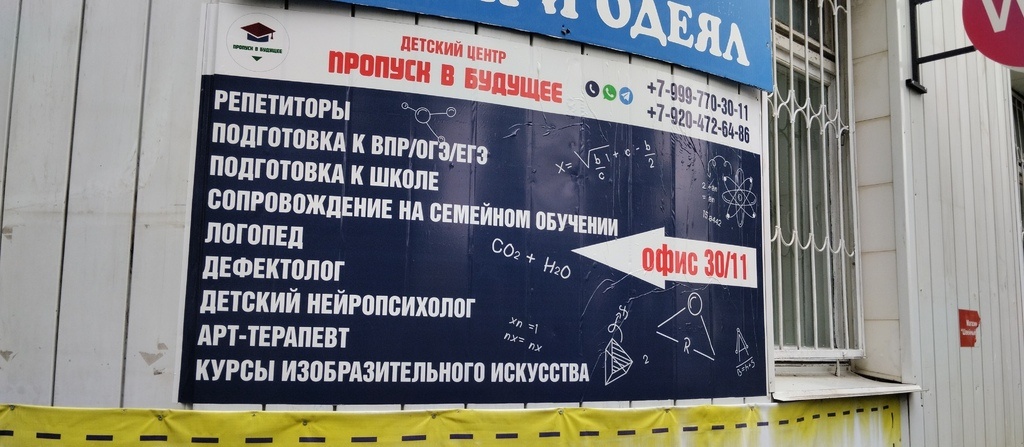 И ОДЕЯЛ
ПРОПУСК В БУДУЩЕЕ
ДЕТСКИЙ ЦЕНТР
ПРОПУСК В БУДУЩЕЕ
+7-999-770-30-11
+7-920-472-64-86
РЕПЕТИТОРЫ
ПОДГОТОВКА К ВПР/ОГЭ/ЕГЭ
ПОДГОТОВКА К ШКОЛЕ
СОПРОВОЖДЕНИЕ НА СЕМЕЙНОМ ОБУЧЕНИИ
ЛОГОПЕД
ДЕФЕКТОЛОГ
ДЕТСКИЙ НЕЙРОПСИХОЛОГ
АРТ-ТЕРАПЕВТ
КУРСЫ ИЗОБРАЗИТЕЛЬНОГО ИСКУССТВА
офис 30/11
CO2 + H2O
xn =1
nx = nx
R
2